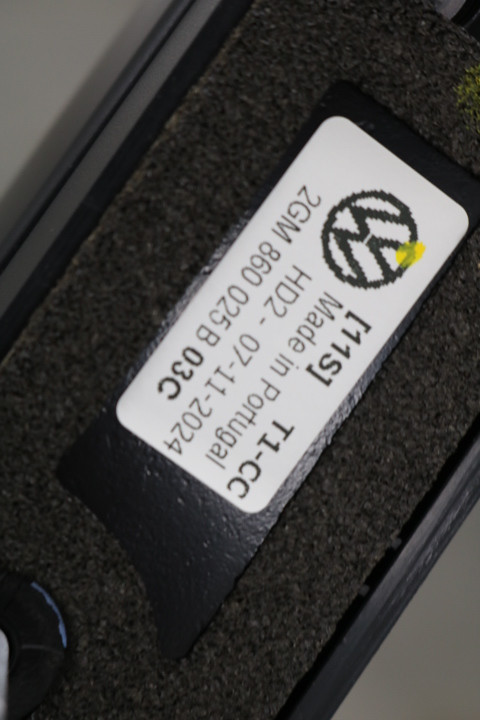 [11S] T1-CC
Made in Portugal
HD2 - 07-11-2024
2GM 860 025 B 03C